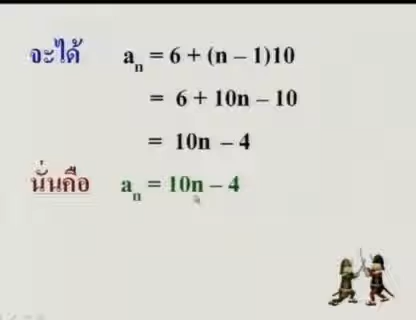 จะได้ aₙ = 6 + (n – 1)10
= 6 + 10n – 10
= 10n – 4
นั่นคือ aₙ = 10n – 4